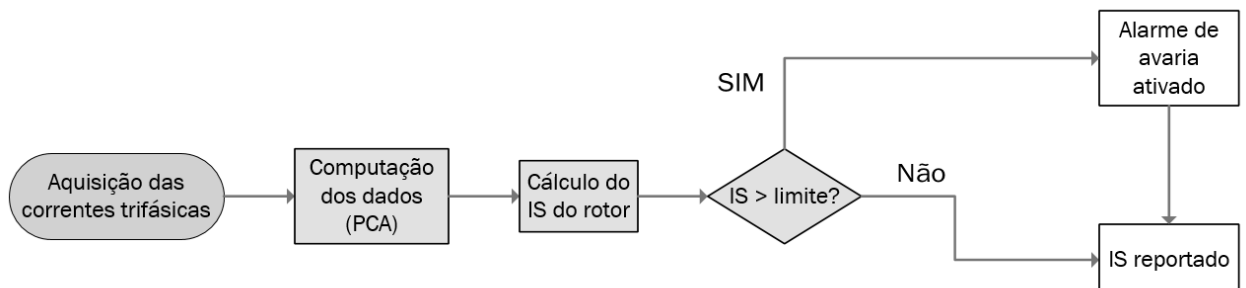 Aquisição das
correntes trifásicas
Computação
dos dados
(PCA)
Cálculo do
IS do rotor
IS > limite?
SIM
Não
Alarme de
avaria
ativado
IS reportado